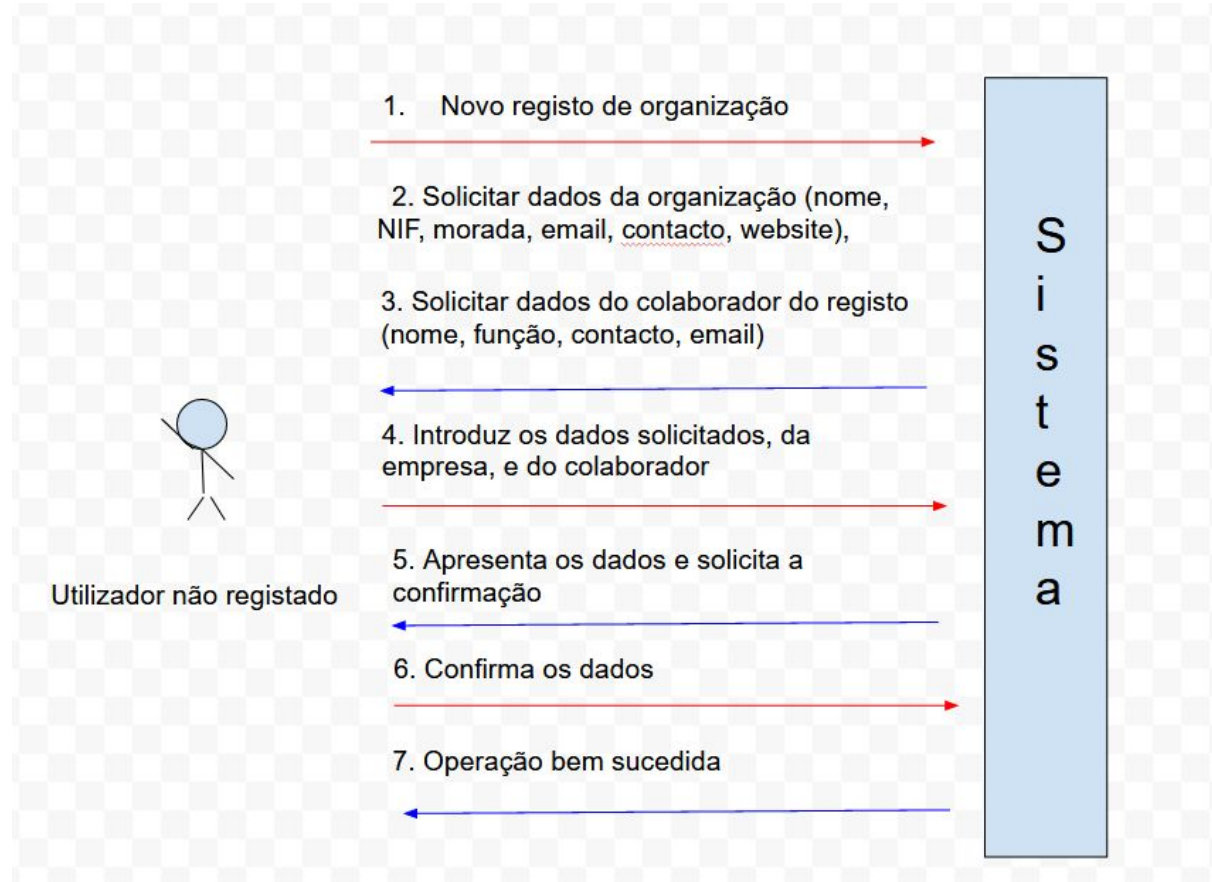 1. Novo registo de organização
2. Solicitar dados da organização (nome,
NIF, morada, email, contacto, website),
3. Solicitar dados do colaborador do registo
(nome, função, contacto, email)
4. Introduz os dados solicitados, da
empresa, e do colaborador
5. Apresenta os dados e solicita a
confirmação
6. Confirma os dados
7. Operação bem sucedida
Utilizador não registado
S
i
s
t
e
m
a